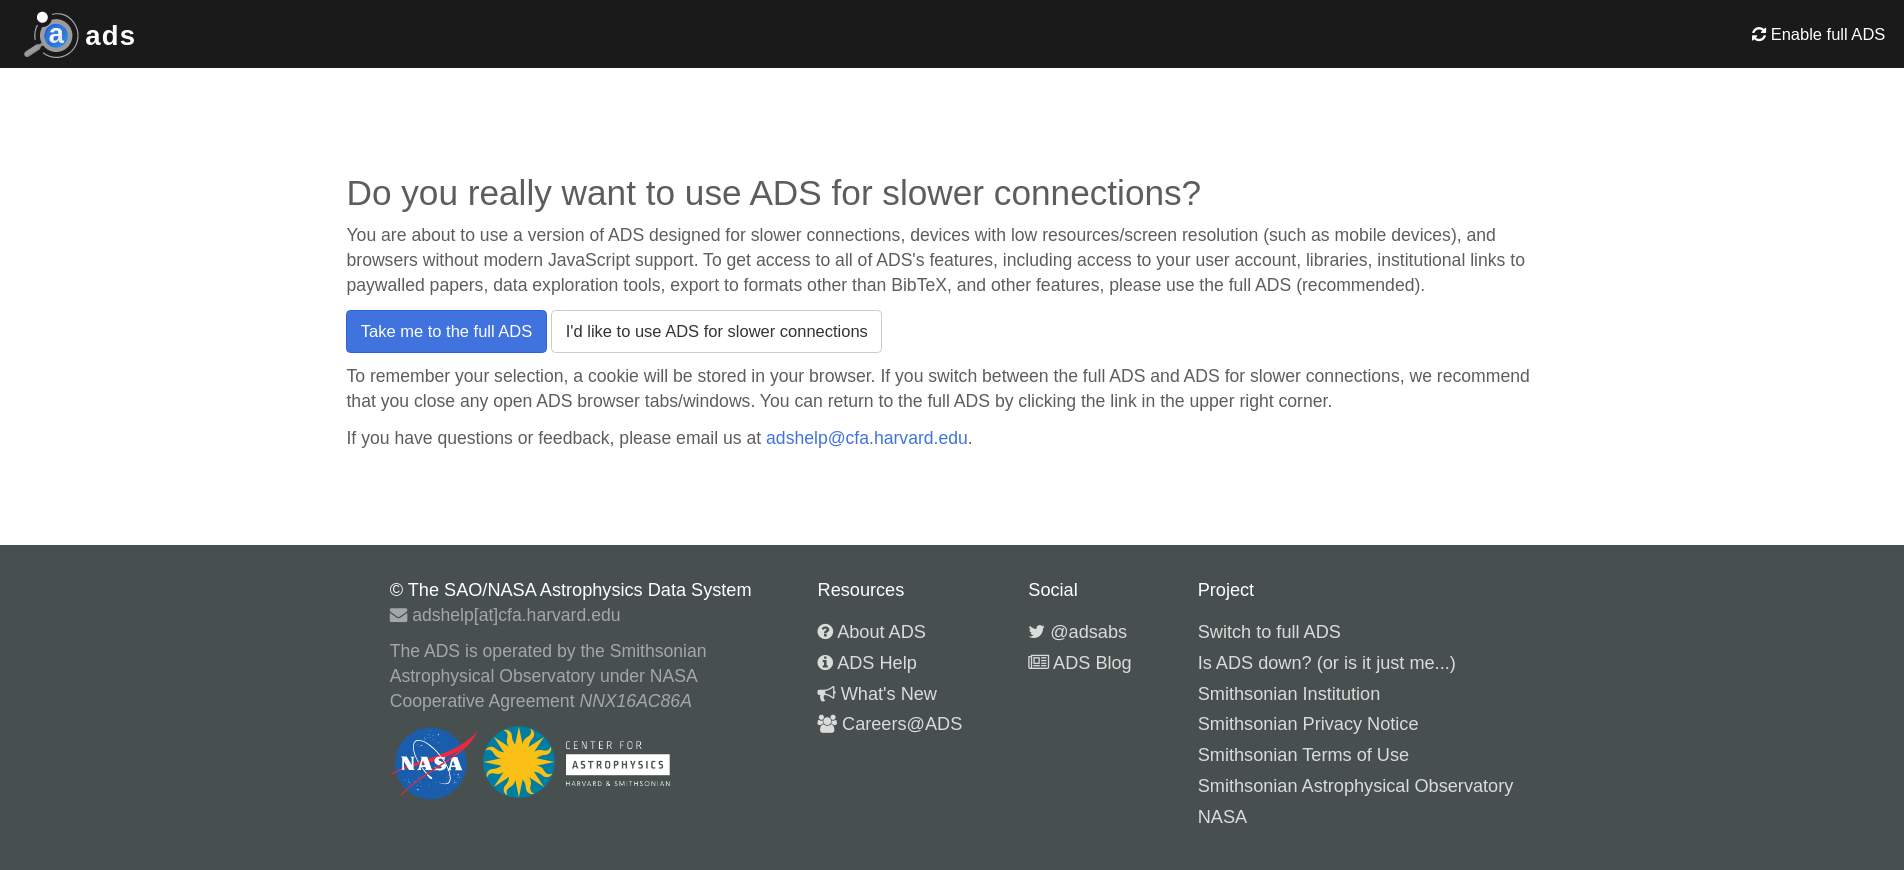 a ads
Enable full ADS
Do you really want to use ADS for slower connections?
You are about to use a version of ADS designed for slower connections, devices with low resources/screen resolution (such as mobile devices), and
browsers without modern JavaScript support. To get access to all of ADS's features, including access to your user account, libraries, institutional links to
paywalled papers, data exploration tools, export to formats other than BibTeX, and other features, please use the full ADS (recommended).
Take me to the full ADS
I'd like to use ADS for slower connections
To remember your selection, a cookie will be stored in your browser. If you switch between the full ADS and ADS for slower connections, we recommend
that you close any open ADS browser tabs/windows. You can return to the full ADS by clicking the link in the upper right corner.
If you have questions or feedback, please email us at adshelp@cfa.harvard.edu.
© The SAO/NASA Astrophysics Data System
adshelp[at]cfa.harvard.edu
The ADS is operated by the Smithsonian
Astrophysical Observatory under NASA
Cooperative Agreement NNX16AC86A
NASA
CENTER FOR
ASTROPHYSICS
HARVARD & SMITHSONIAN
Resources
About ADS
ADS Help
What's New
Careers@ADS
Social
@adsabs
ADS Blog
Project
Switch to full ADS
Is ADS down? (or is it just me...)
Smithsonian Institution
Smithsonian Privacy Notice
Smithsonian Terms of Use
Smithsonian Astrophysical Observatory
NASA